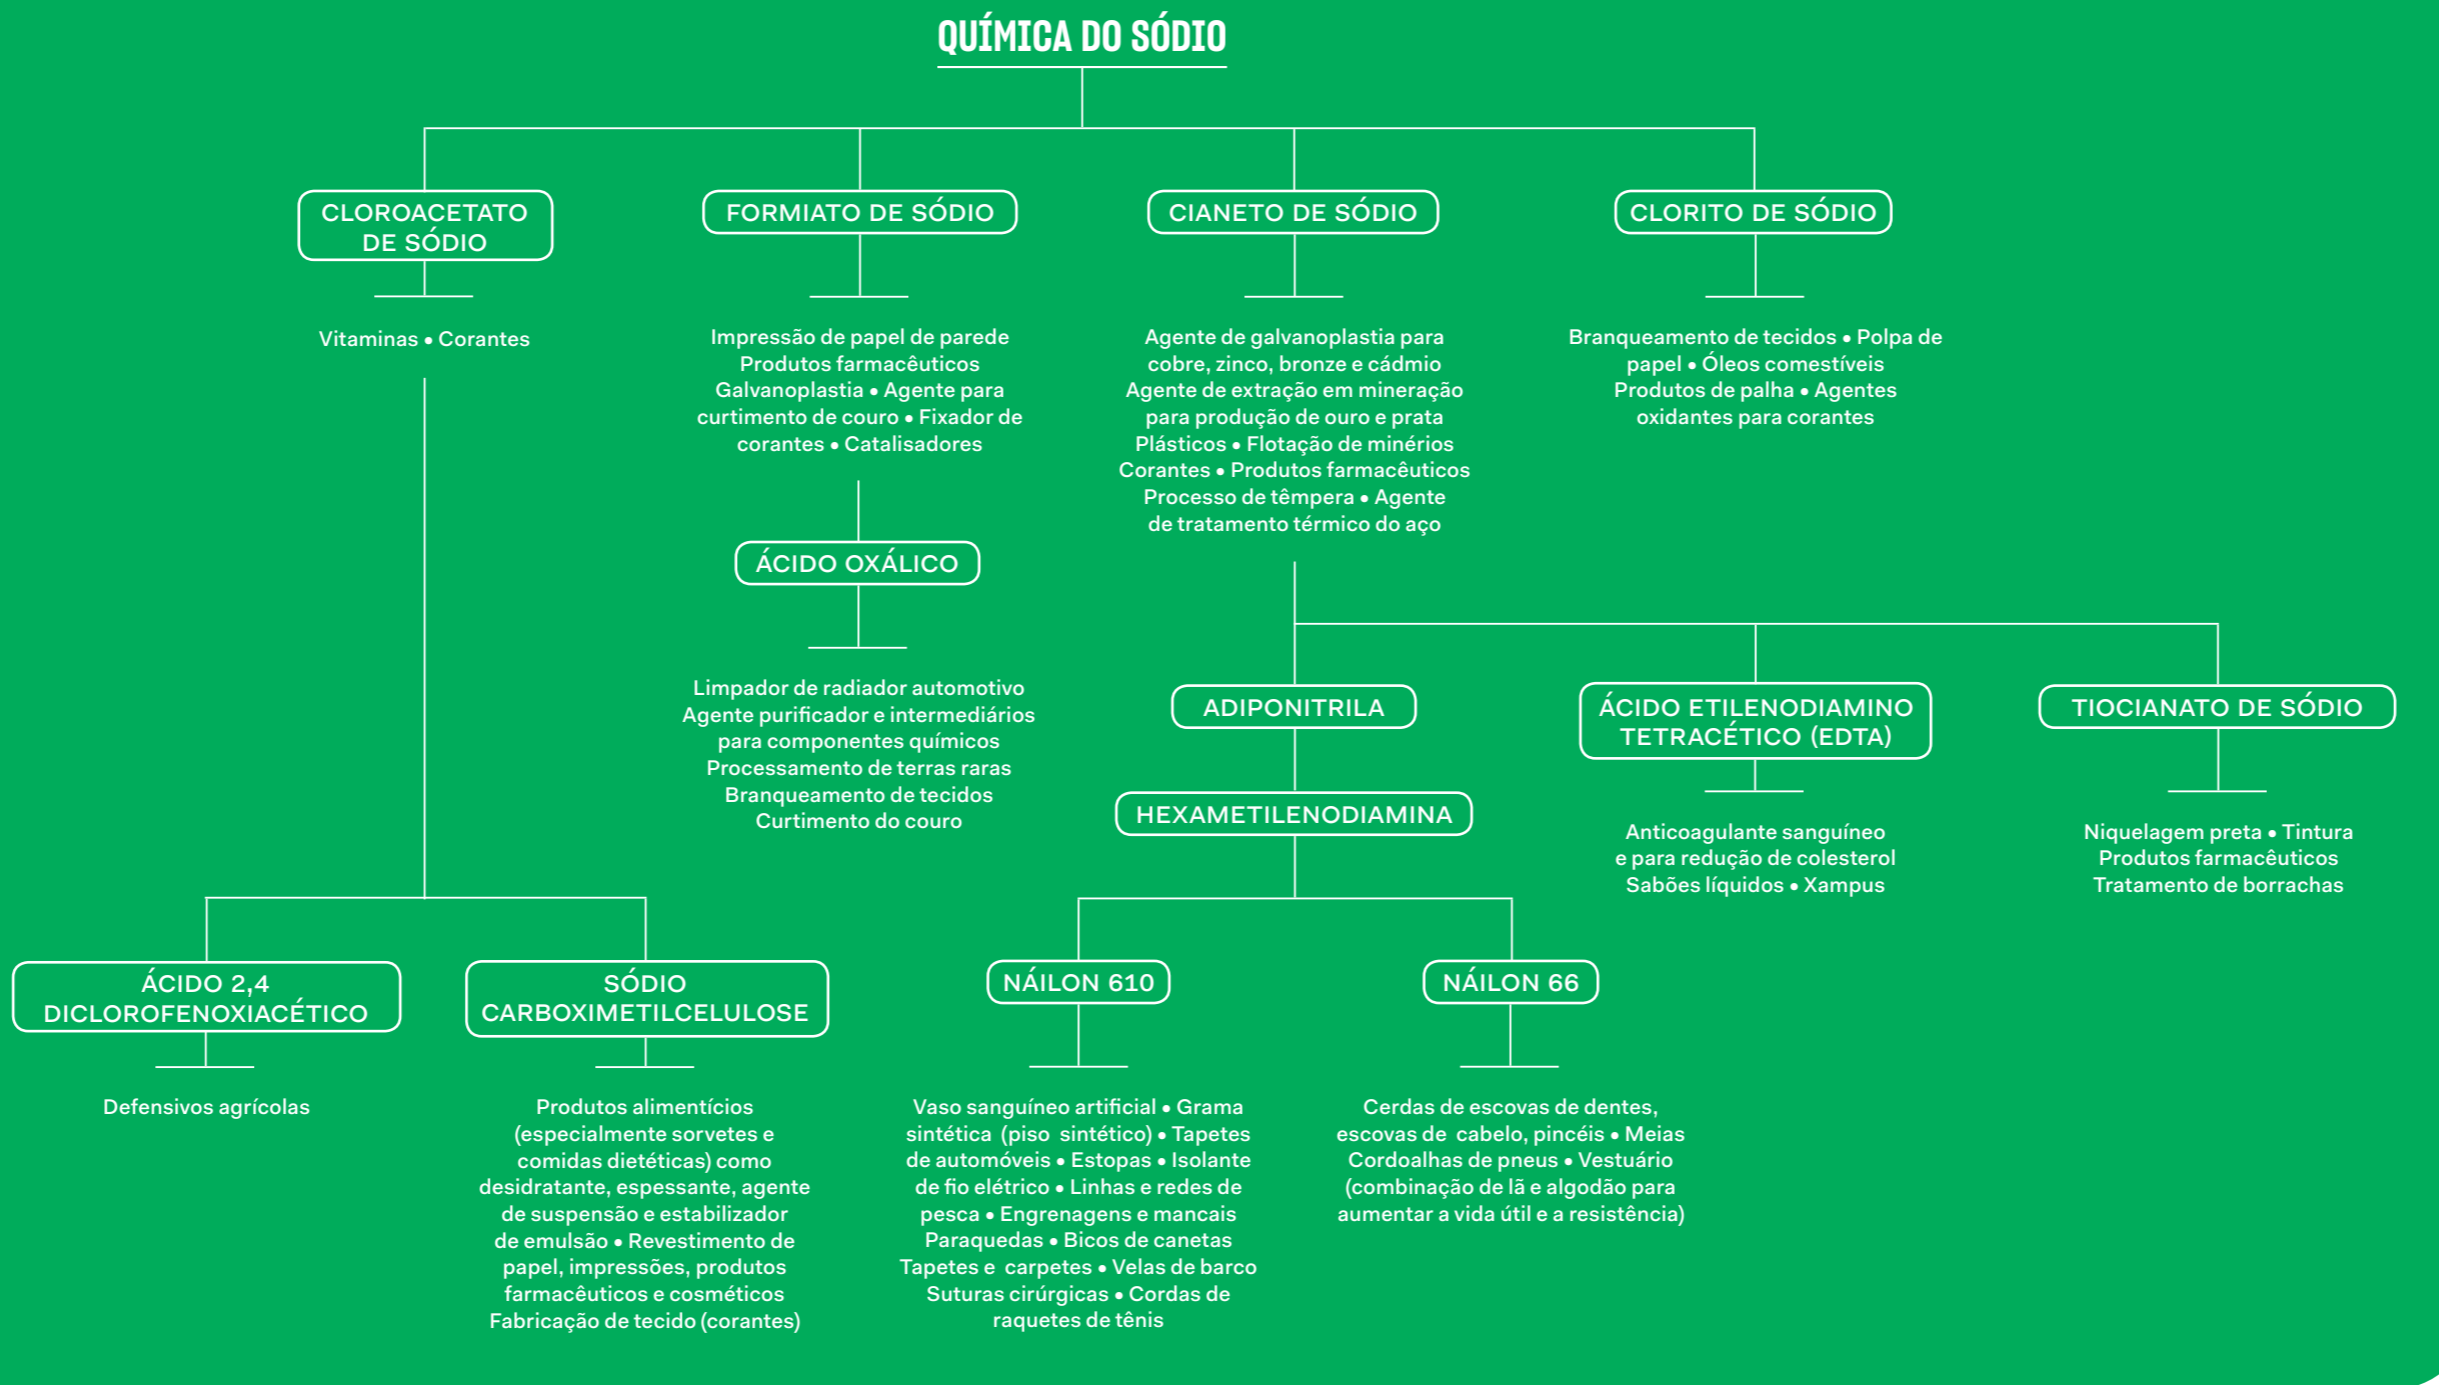 QUÍMICA DO SÓDIO
CLOROACETATO
DE SÓDIO
Vitaminas • Corantes
FORMIATO DE SÓDIO
Impressão de papel de parede
Produtos farmacêuticos
Galvanoplastia • Agente para
curtimento de couro • Fixador de
corantes • Catalisadores
CIANETO DE SÓDIO
Agente de galvanoplastia para
cobre, zinco, bronze e cádmio
Agente de extração em mineração
para produção de ouro e prata
Plásticos • Flotação de minérios
Corantes • Produtos farmacêuticos
Processo de têmpera • Agente
de tratamento térmico do aço
CLORITO DE SÓDIO
Branqueamento de tecidos • Polpa de
papel • Óleos comestíveis
Produtos de palha • Agentes
oxidantes para corantes
ÁCIDO OXÁLICO
Limpador de radiador automotivo
Agente purificador e intermediários
para componentes químicos
Processamento de terras raras
Branqueamento de tecidos
Curtimento do couro
ADIPONITRILA
HEXAMETILENODIAMINA
ÁCIDO ETILENODIAMINO
TETRACÉTICO (EDTA)
Anticoagulante sanguíneo
e para redução de colesterol
Sabões líquidos • Xampus
TIOCIANATO DE SÓDIO
Niquelagem preta • Tintura
Produtos farmacêuticos
Tratamento de borrachas
ÁCIDO 2,4
DICLOROFENOXIACÉTICO
Defensivos agrícolas
SÓDIO
CARBOXIMETILCELULOSE
Produtos alimentícios
(especialmente sorvetes e
comidas dietéticas) como
desidratante, espessante, agente
de suspensão e estabilizador
de emulsão • Revestimento de
papel, impressões, produtos
farmacêuticos e cosméticos
Fabricação de tecido (corantes)
NÁILON 610
Vaso sanguíneo artificial • Grama
sintética (piso sintético) • Tapetes
de automóveis • Estopas • Isolante
de fio elétrico • Linhas e redes de
pesca • Engrenagens e mancais
Paraquedas • Bicos de canetas
Tapetes e carpetes • Velas de barco
Suturas cirúrgicas • Cordas de
raquetes de tênis
NÁILON 66
Cerdas de escovas de dentes,
escovas de cabelo, pincéis • Meias
Cordoalhas de pneus • Vestuário
(combinação de lã e algodão para
aumentar a vida útil e a resistência)